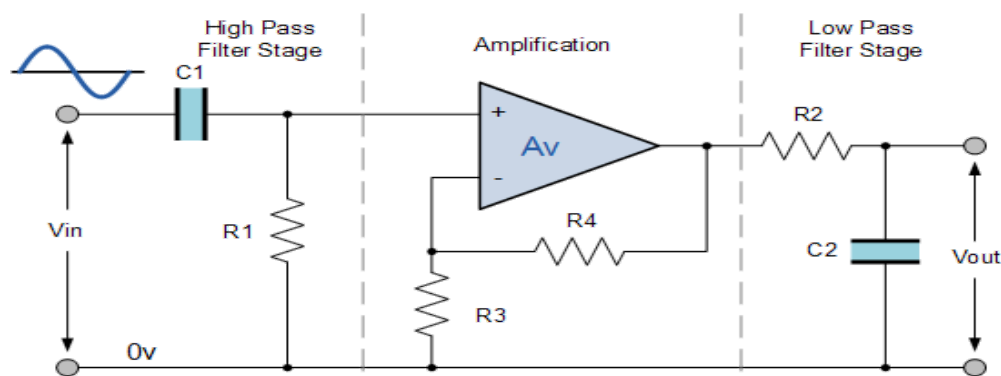 High Pass
Filter Stage
Amplification
Low Pass
Filter Stage
C1
R2
+
Av
-
R4
Vin
R1
C2
Vout
R3
0v